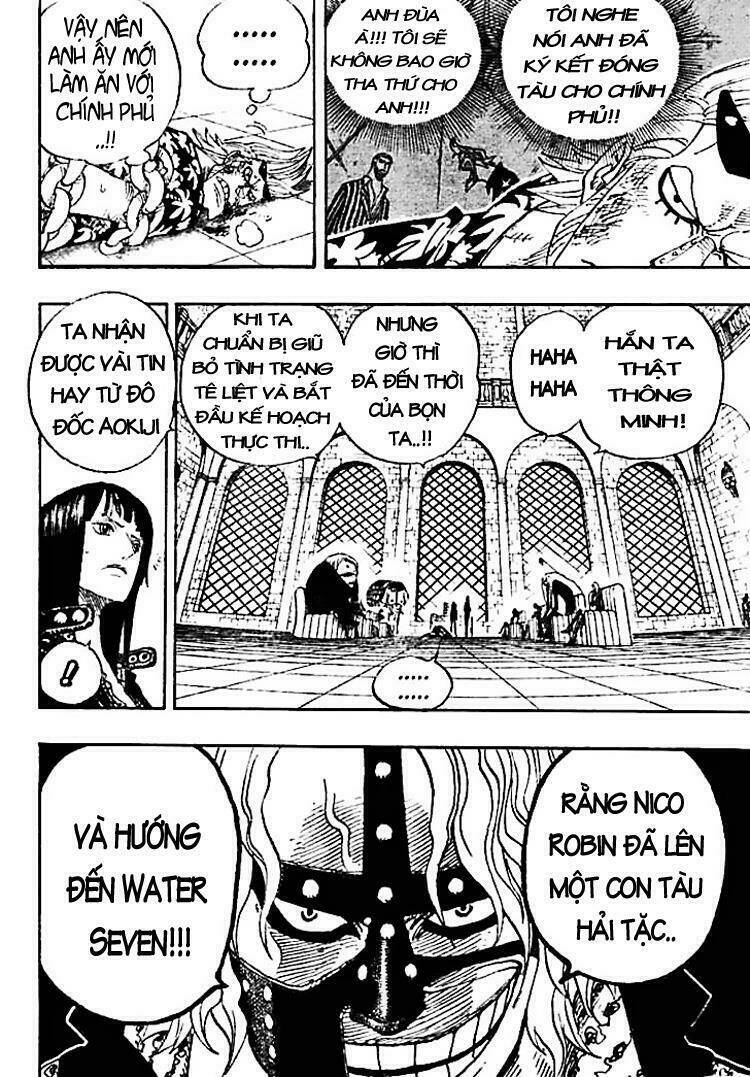 TÔI NGHE
NÓI ANH ĐÃ
KÝ KẾT ĐÓNG
TÀU CHO CHÍNH
PHỦ!!
ANH ĐÙA
À!!! TÔI SẼ
KHÔNG BAO GIỜ
THA THỨ CHO
ANH!!!
.....
.....
VẬY NÊN
ANH ẤY MỚI
LÀM ĂN VỚI
CHÍNH PHỦ
..!!
HẮN TA
THẬT
THÔNG
MINH!
HAHA
HAHA
NHƯNG
GIỜ THÌ
ĐÃ ĐẾN THỜI
CỦA BỌN
TA..!!
KHI TA
CHUẨN BỊ GIŨ
BỎ TÌNH TRẠNG
TÊ LIỆT VÀ BẮT
ĐẦU KẾ HOẠCH
THỰC THI..
.....
.....
TA NHẬN
ĐƯỢC VÀI TIN
HAY TỪ ĐÔ
ĐỐC AOKIJI
!
RẰNG NICO
ROBIN ĐÃ LÊN
MỘT CON TÀU
HẢI TẶC..
VÀ HƯỚNG
ĐẾN WATER
SEVEN!!!